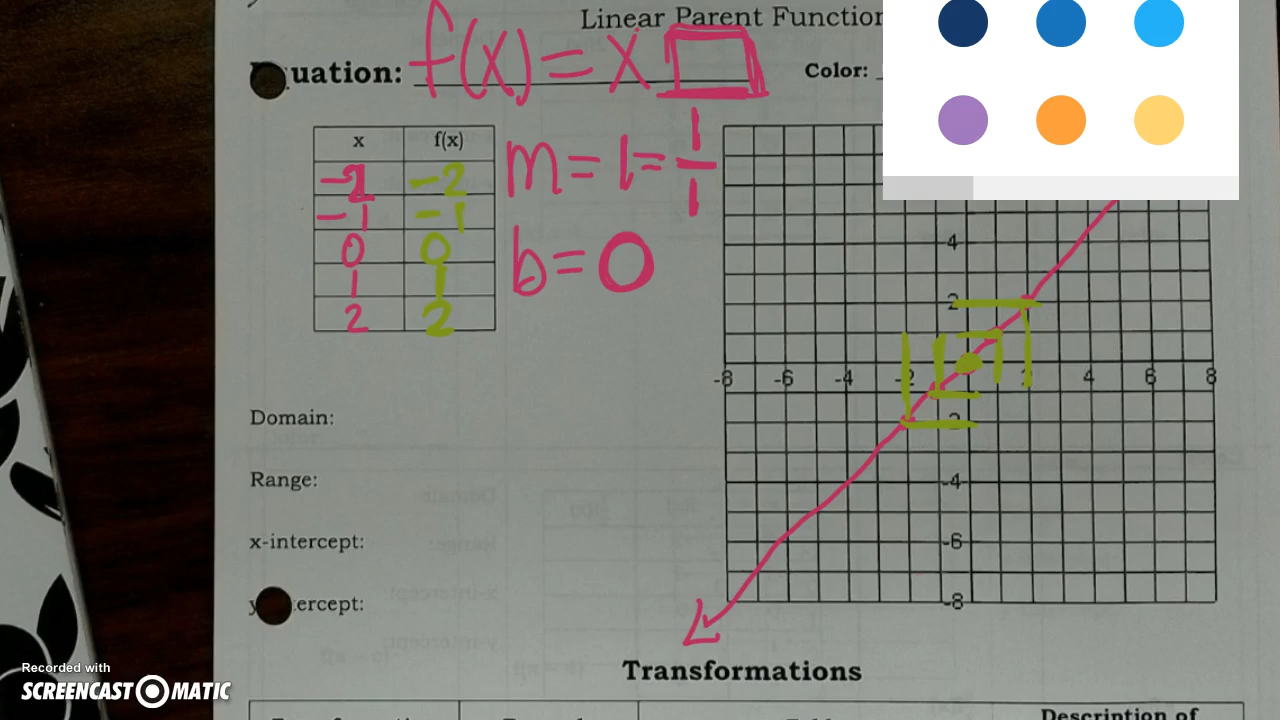 Linear Parent Function
uation: f(x) = x
Color:
x f(x)
-2 -2
-1 -1
0 0
1 1
2 2
m = 1 = 1/1
b = 0
4
2
-8 -6 -4 -2 2 4 6 8
-2
-4
-6
-8
Domain:
Range:
x-intercept:
y tercept:
Transformations
Description of
Recorded with
SCREENCAST O MATIC